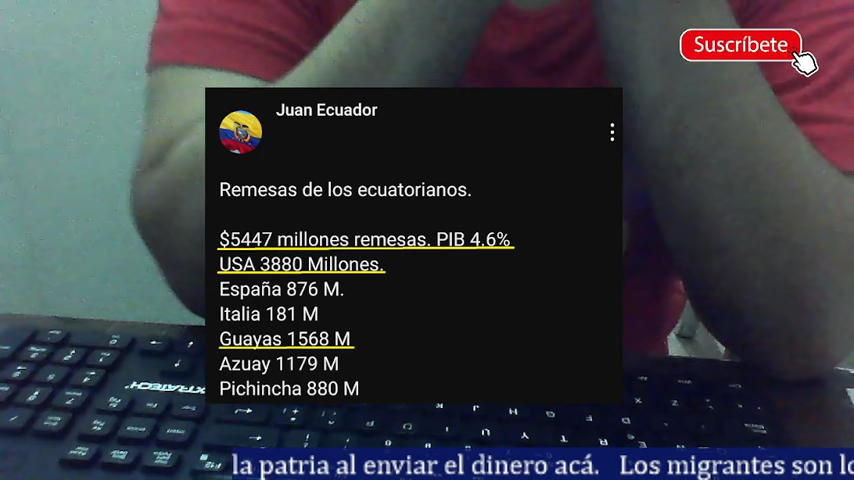 Suscríbete
Juan Ecuador
Remesas de los ecuatorianos.
$5447 millones remesas. PIB 4.6%
USA 3880 Millones.
España 876 M.
Italia 181 M
Guayas 1568 M
Azuay 1179 M
Pichincha 880 M
XTRATECH
la patria al enviar el dinero acá. Los migrantes son